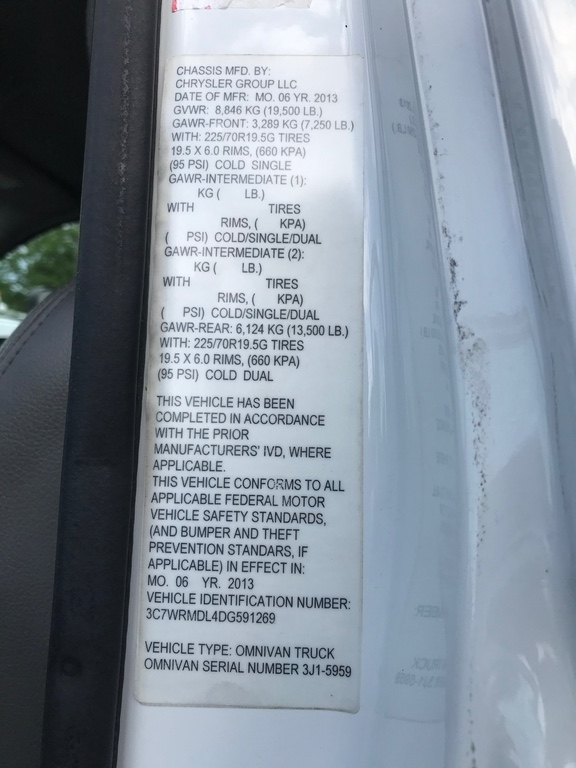 CHASSIS MFD. BY:
CHRYSLER GROUP LLC
DATE OF MFR: MO. 06 YR. 2013
GVWR: 8,846 KG (19,500 LB.)
GAWR-FRONT: 3,289 KG (7,250 LB.)
WITH: 225/70R19.5G TIRES
19.5 X 6.0 RIMS, (660 KPA)
(95 PSI) COLD SINGLE
GAWR-INTERMEDIATE (1):
KG ( LB.)
WITH TIRES
RIMS, ( KPA)
( PSI) COLD/SINGLE/DUAL
GAWR-INTERMEDIATE (2):
KG ( LB.)
WITH TIRES
RIMS, ( KPA)
( PSI) COLD/SINGLE/DUAL
GAWR-REAR: 6,124 KG (13,500 LB.)
WITH: 225/70R19.5G TIRES
19.5 X 6.0 RIMS, (660 KPA)
(95 PSI) COLD DUAL
THIS VEHICLE HAS BEEN
COMPLETED IN ACCORDANCE
WITH THE PRIOR
MANUFACTURERS' IVD, WHERE
APPLICABLE.
THIS VEHICLE CONFORMS TO ALL
APPLICABLE FEDERAL MOTOR
VEHICLE SAFETY STANDARDS,
(AND BUMPER AND THEFT
PREVENTION STANDARS, IF
APPLICABLE) IN EFFECT IN:
MO. 06 YR. 2013
VEHICLE IDENTIFICATION NUMBER:
3C7WRMDL4DG591269
VEHICLE TYPE: OMNIVAN TRUCK
OMNIVAN SERIAL NUMBER 3J1-5959